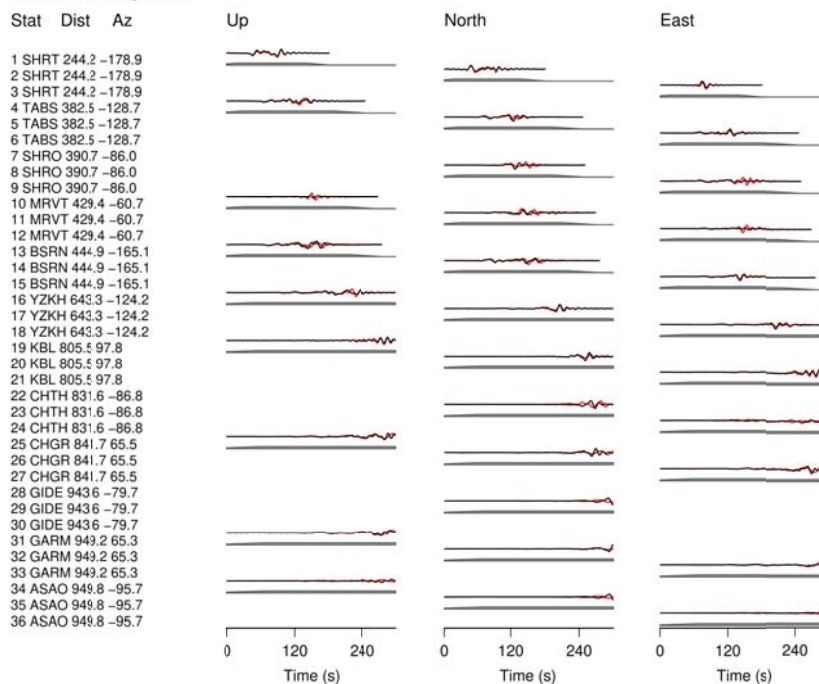 Stat Dist Az Up North East
1 SHRT 244.2 −178.9
2 SHRT 244.2 −178.9
3 SHRT 244.2 −178.9
4 TABS 382.5 −128.7
5 TABS 382.5 −128.7
6 TABS 382.5 −128.7
7 SHRO 390.7 −86.0
8 SHRO 390.7 −86.0
9 SHRO 390.7 −86.0
10 MRVT 429.4 −60.7
11 MRVT 429.4 −60.7
12 MRVT 429.4 −60.7
13 BSRN 444.9 −165.1
14 BSRN 444.9 −165.1
15 BSRN 444.9 −165.1
16 YZKH 643.3 −124.2
17 YZKH 643.3 −124.2
18 YZKH 643.3 −124.2
19 KBL 805.5 97.8
20 KBL 805.5 97.8
21 KBL 805.5 97.8
22 CHTH 831.6 −86.8
23 CHTH 831.6 −86.8
24 CHTH 831.6 −86.8
25 CHGR 841.7 65.5
26 CHGR 841.7 65.5
27 CHGR 841.7 65.5
28 GIDE 943.6 −79.7
29 GIDE 943.6 −79.7
30 GIDE 943.6 −79.7
31 GARM 949.2 65.3
32 GARM 949.2 65.3
33 GARM 949.2 65.3
34 ASAO 949.8 −95.7
35 ASAO 949.8 −95.7
36 ASAO 949.8 −95.7
0 120 240 0 120 240 0 120 240
Time (s) Time (s) Time (s)